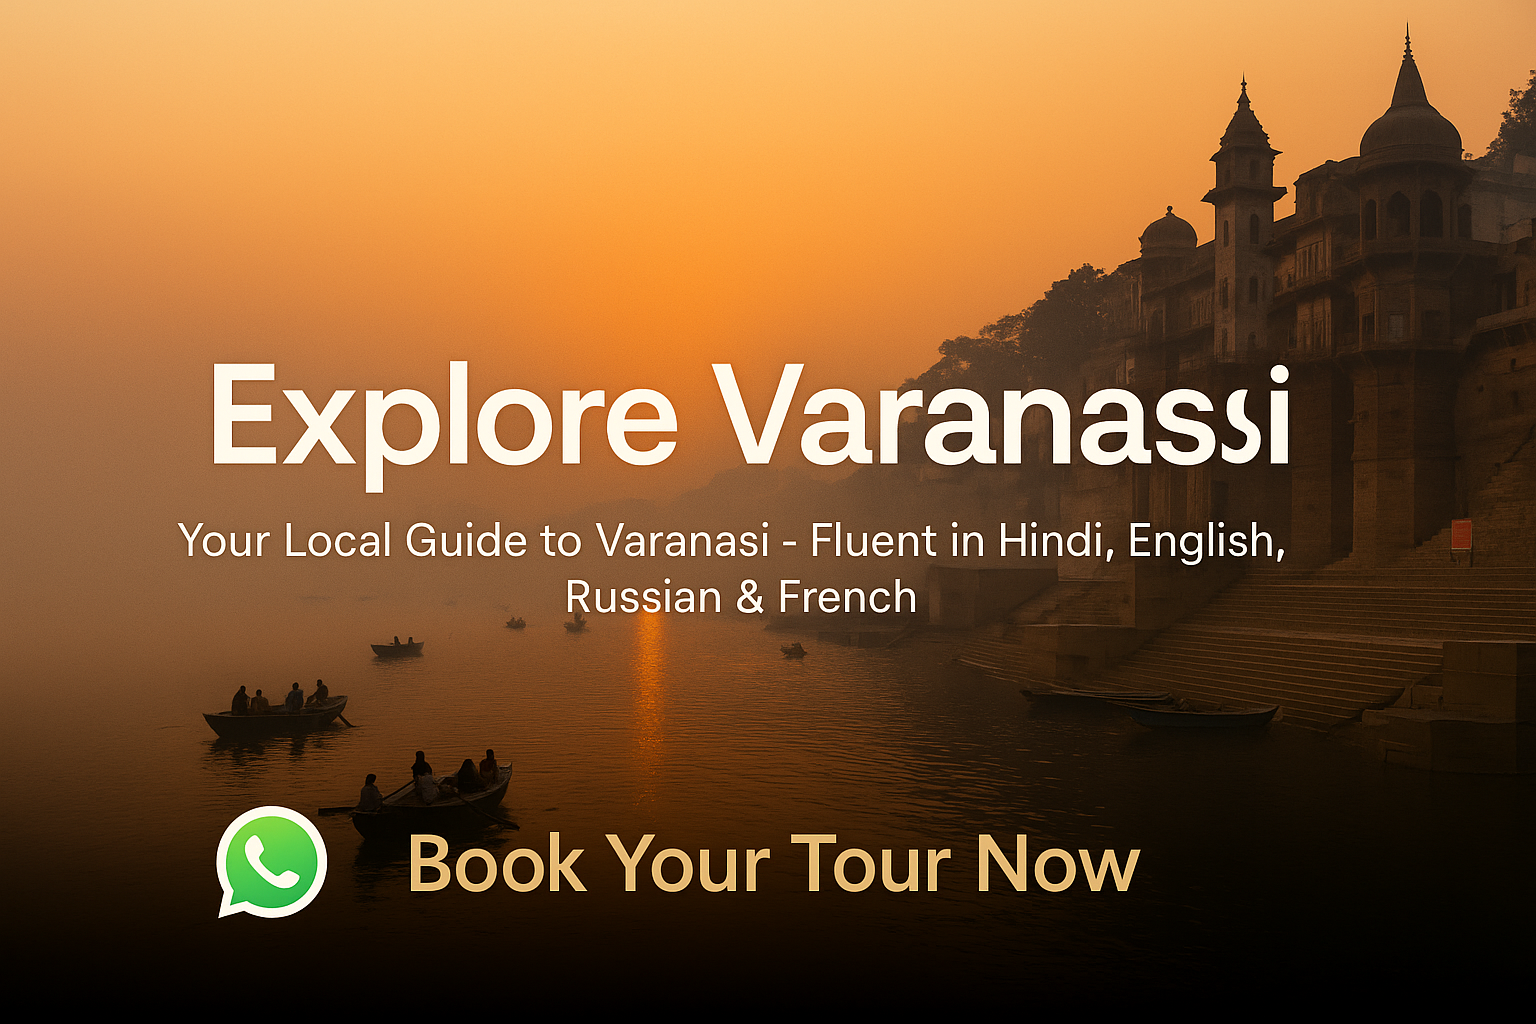 Explore Varanassi
Your Local Guide to Varanasi - Fluent in Hindi, English,
Russian & French
Book Your Tour Now